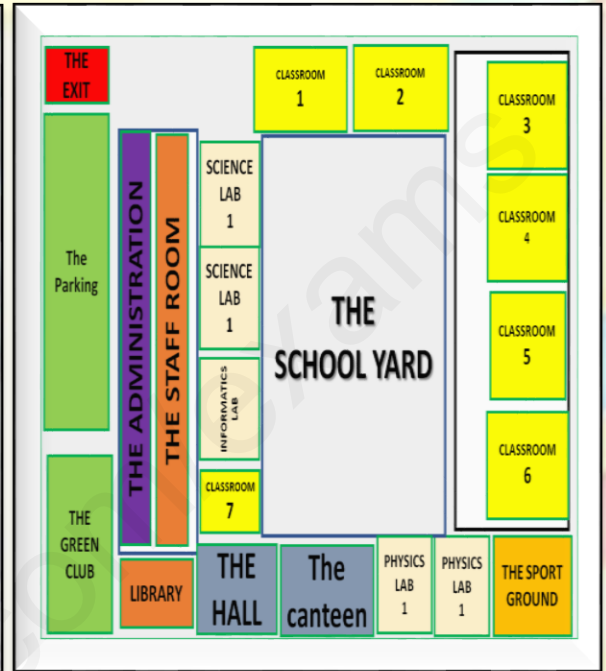 THE
EXIT
CLASSROOM
1
CLASSROOM
2
CLASSROOM
3
The
Parking
THE ADMINISTRATION
THE STAFF ROOM
SCIENCE
LAB
1
SCIENCE
LAB
1
INFORMATICS
LAB
CLASSROOM
7
THE
SCHOOL YARD
CLASSROOM
4
CLASSROOM
5
CLASSROOM
6
THE
GREEN
CLUB
LIBRARY
THE
HALL
The
canteen
PHYSICS
LAB
1
PHYSICS
LAB
1
THE SPORT
GROUND